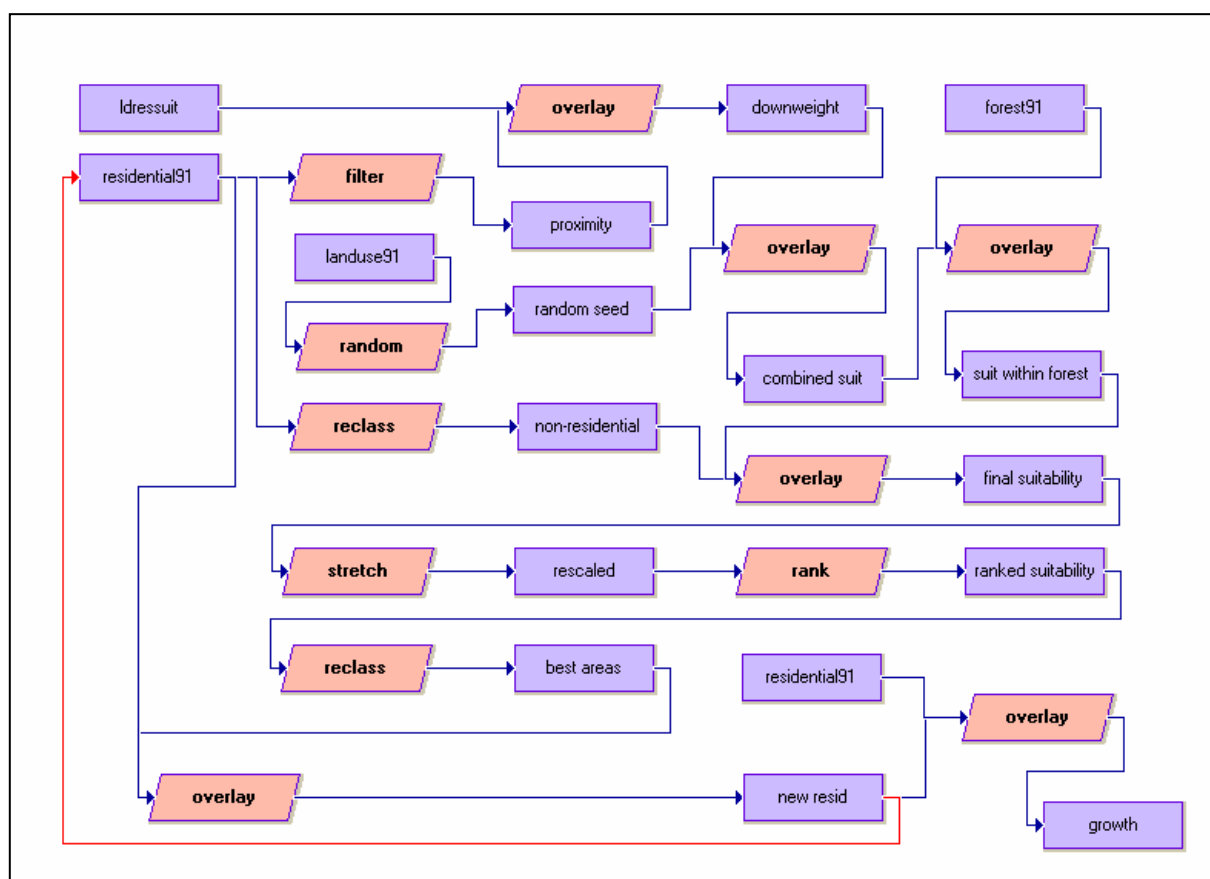 ldressuit
overlay
downweight
forest91
residential91
filter
proximity
overlay
overlay
landuse91
random seed
random
combined suit
suit within forest
reclass
non-residential
overlay
final suitability
stretch
rescaled
rank
ranked suitability
reclass
best areas
residential91
overlay
overlay
new resid
growth